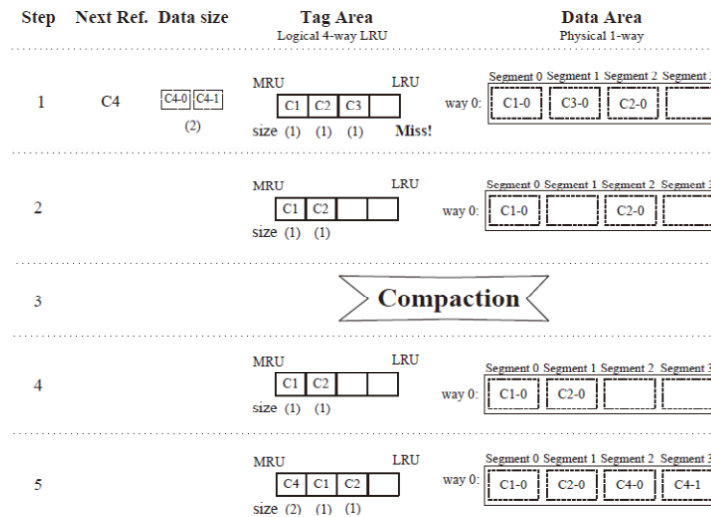 Step Next Ref. Data size Tag Area Data Area
Logical 4-way LRU Physical 1-way
MRU LRU Segment 0 Segment 1 Segment 2 Segment
1 C4 C4-0 C4-1 C1 C2 C3 way 0: C1-0 C3-0 C2-0
(2) size (1) (1) (1) Miss!
MRU LRU Segment 0 Segment 1 Segment 2 Segment
2 C1 C2 way 0: C1-0 C2-0
size (1) (1)
3 Compaction
MRU LRU Segment 0 Segment 1 Segment 2 Segment
4 C1 C2 way 0: C1-0 C2-0
size (1) (1)
MRU LRU Segment 0 Segment 1 Segment 2 Segment
5 C4 C1 C2 way 0: C1-0 C2-0 C4-0 C4-1
size (2) (1) (1)